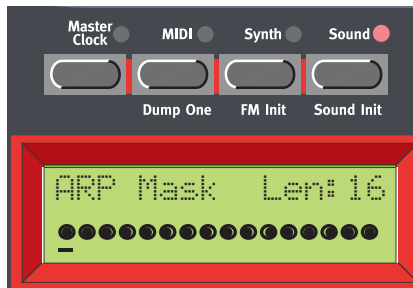 Master
Clock MIDI Synth Sound
Dump One FM Init Sound Init
ARP Mask Len:16